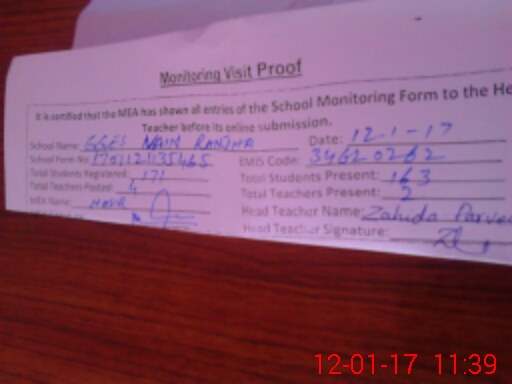 Monitoring Visit Proof
It is certified that the MEA has shown all entries of the School Monitoring Form to the He
Teacher before its online submission.
School Name: GGES MAIN RANJHA Date: 12-1-17
School Form No: EMIS Code: 34620262
Total Students Registered: 171 Total Students Present: 163
Total Teachers Posted: 4 Total Teachers Present: 2
MEA Name: Head Teacher Name: Zahida Parve
Head Teacher Signature:
12-01-17 11:39